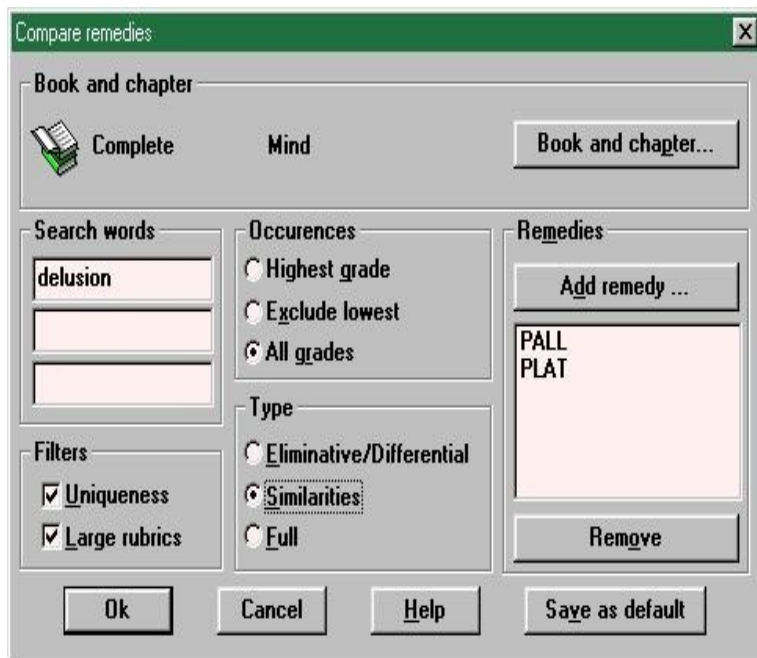 Compare remedies
Book and chapter
Complete Mind Book and chapter...
Search words
delusion
Occurences
Highest grade
Exclude lowest
All grades
Remedies
Add remedy ...
PALL
PLAT
Remove
Filters
Uniqueness
Large rubrics
Type
Eliminative/Differential
Similarities
Full
Ok Cancel Help Save as default